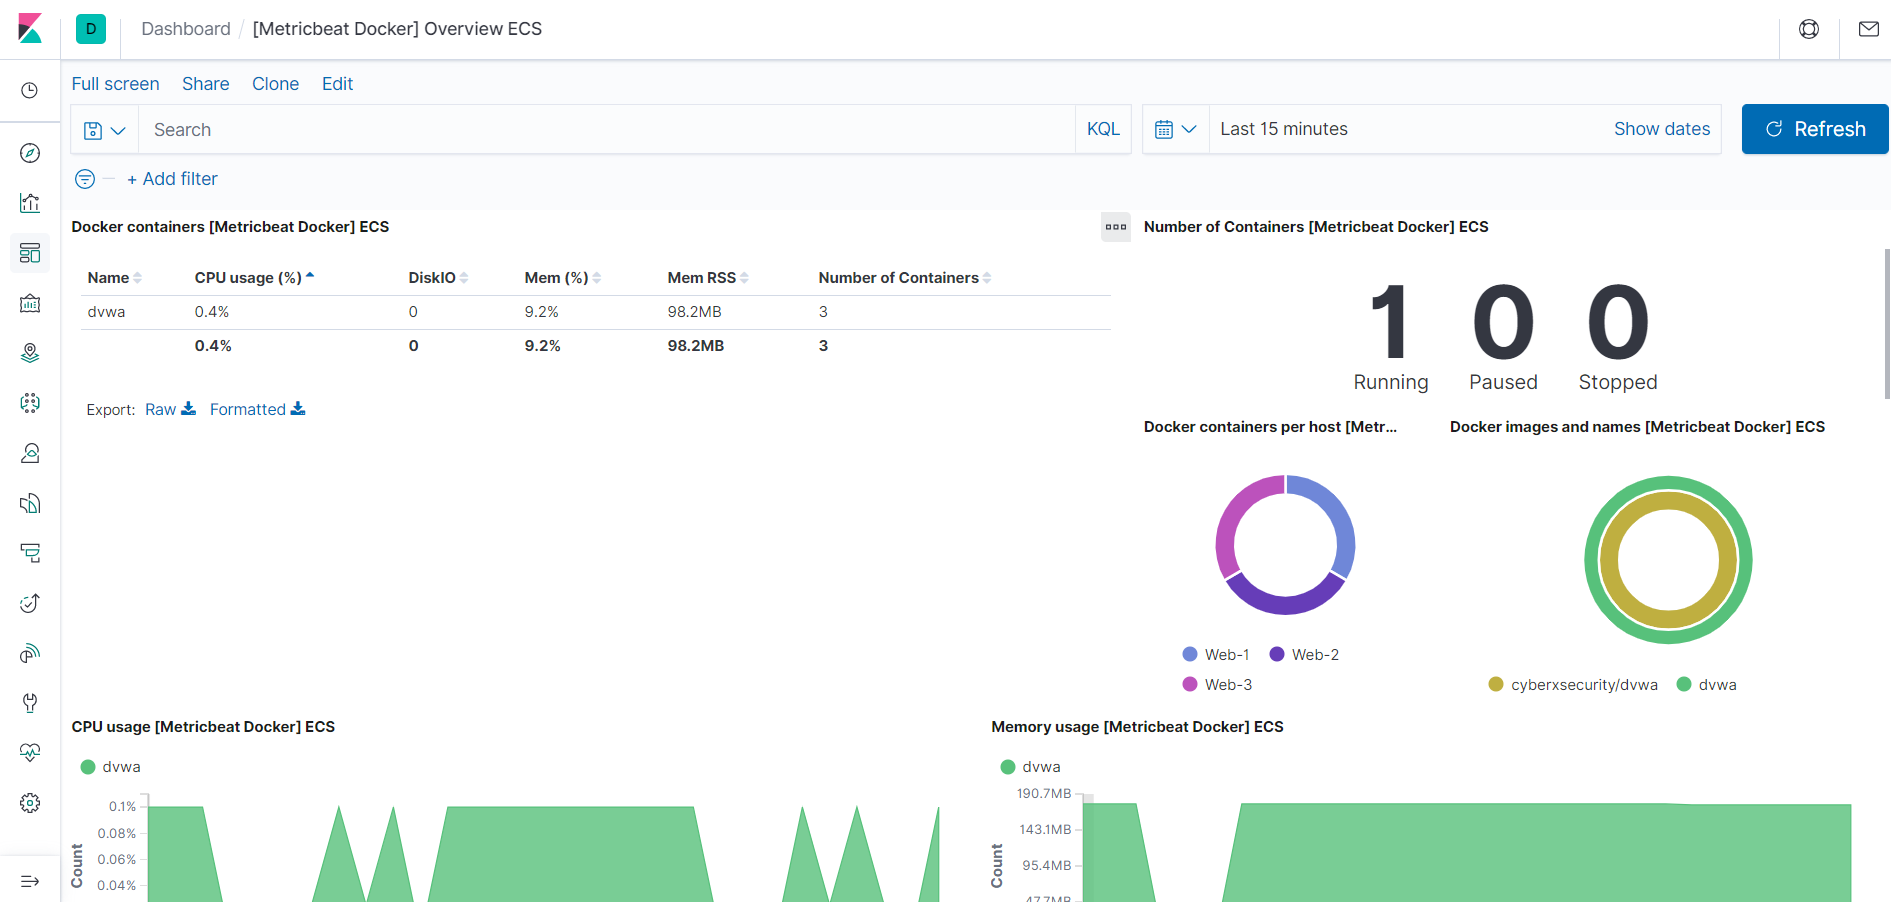 D
Dashboard / [Metricbeat Docker] Overview ECS
Full screen Share Clone Edit
Search KQL Last 15 minutes Show dates Refresh
+ Add filter
Docker containers [Metricbeat Docker] ECS
Name CPU usage (%) DiskIO Mem (%) Mem RSS Number of Containers
dvwa 0.4% 0 9.2% 98.2MB 3
0.4% 0 9.2% 98.2MB 3
Export: Raw Formatted
Number of Containers [Metricbeat Docker] ECS
1 0 0
Running Paused Stopped
Docker containers per host [Metr...
Web-1 Web-2
Web-3
Docker images and names [Metricbeat Docker] ECS
cyberxsecurity/dvwa dvwa
CPU usage [Metricbeat Docker] ECS
dvwa
0.1%
0.08%
0.06%
0.04%
Count
Memory usage [Metricbeat Docker] ECS
dvwa
190.7MB
143.1MB
95.4MB
47.7MB
Count